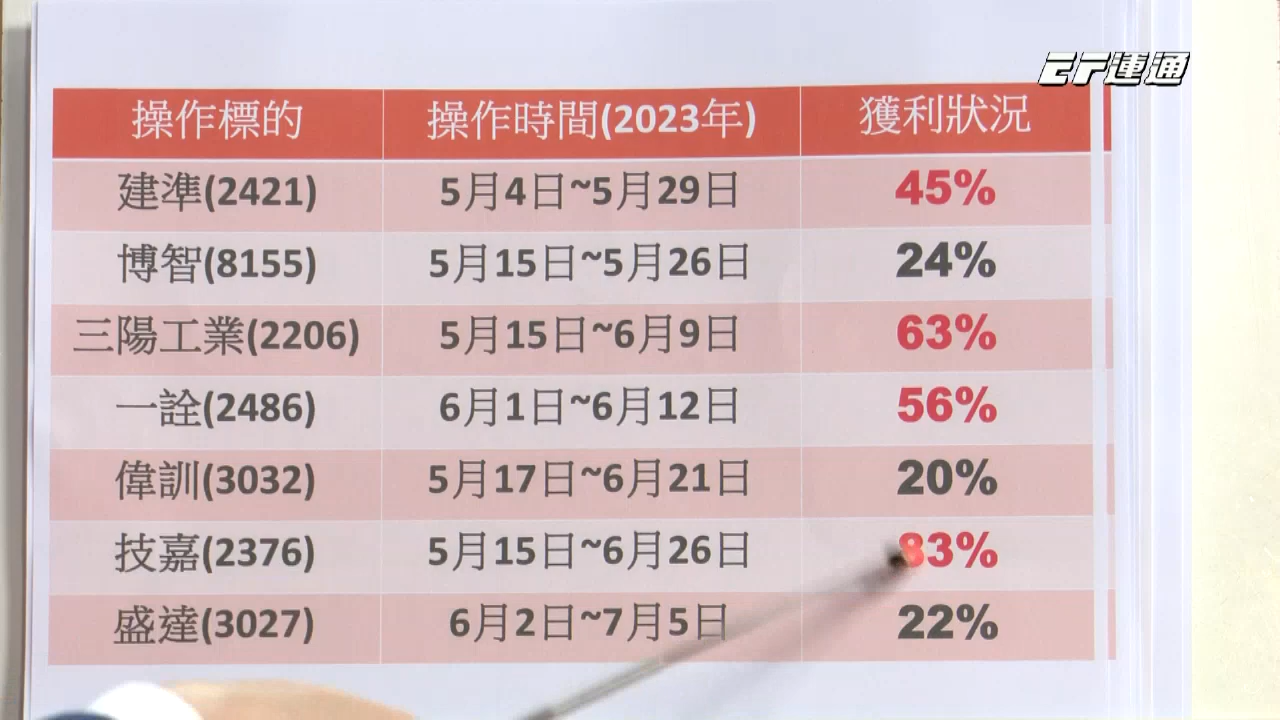 EF運通
操作標的 操作時間(2023年) 獲利狀況
建準(2421) 5月4日~5月29日 45%
博智(8155) 5月15日~5月26日 24%
三陽工業(2206) 5月15日~6月9日 63%
一詮(2486) 6月1日~6月12日 56%
偉訓(3032) 5月17日~6月21日 20%
技嘉(2376) 5月15日~6月26日 83%
盛達(3027) 6月2日~7月5日 22%